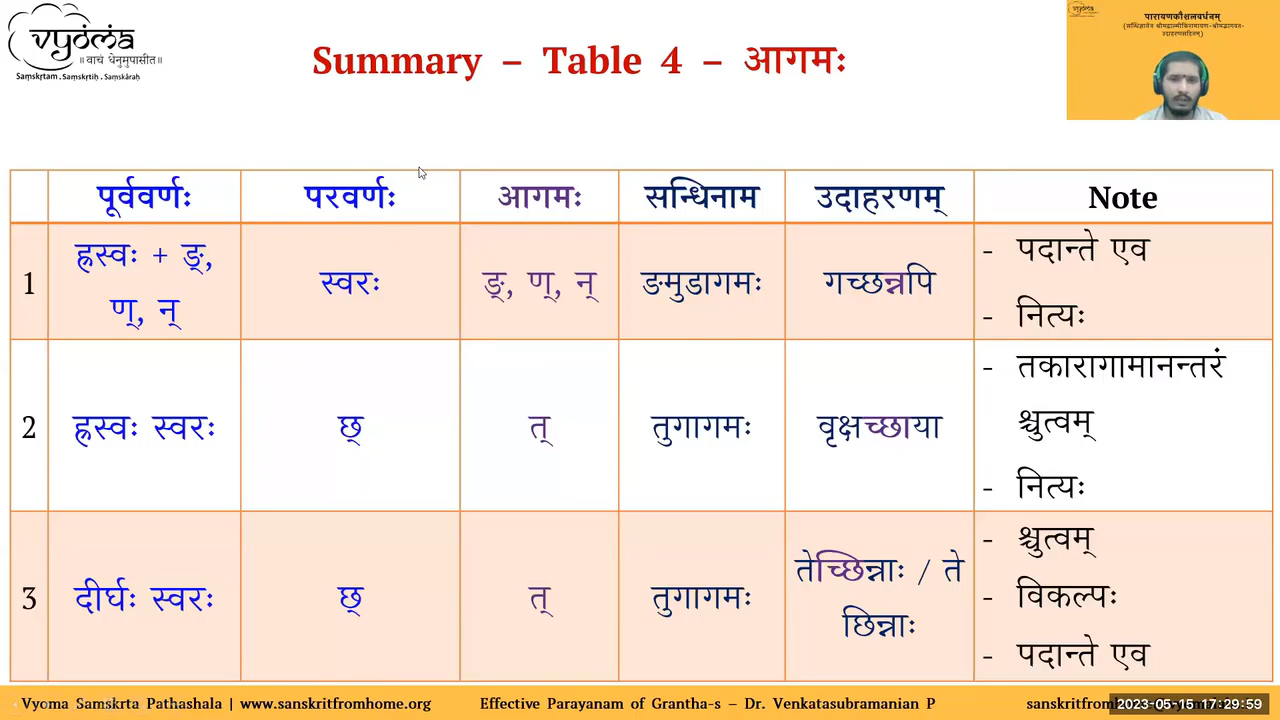 vyoma
॥ वाचं धेनुमुपासीत॥
Saṃskṛtam . Saṃskṛtiḥ . Saṃskāraḥ
Summary – Table 4 – आगमः
पारायणकौशलवर्धनम्
पूर्ववर्णः परवर्णः आगमः सन्धिनाम उदाहरणम् Note
1 ह्रस्वः + ङ्, ण्, न् स्वरः ङ्, ण्, न् ङमुडागमः गच्छन्नपि - पदान्ते एव
- नित्यः
2 ह्रस्वः स्वरः छ् त् तुगागमः वृक्षच्छाया - तकारागामानन्तरं
श्चुत्वम्
- नित्यः
3 दीर्घः स्वरः छ् त् तुगागमः तेच्छिन्नाः / ते
छिन्नाः - श्चुत्वम्
- विकल्पः
- पदान्ते एव
Vyoma Samskrta Pathashala | www.sanskritfromhome.org Effective Parayanam of Grantha-s – Dr. Venkatasubramanian P sanskritfrom
2023-05-15 17:29:59